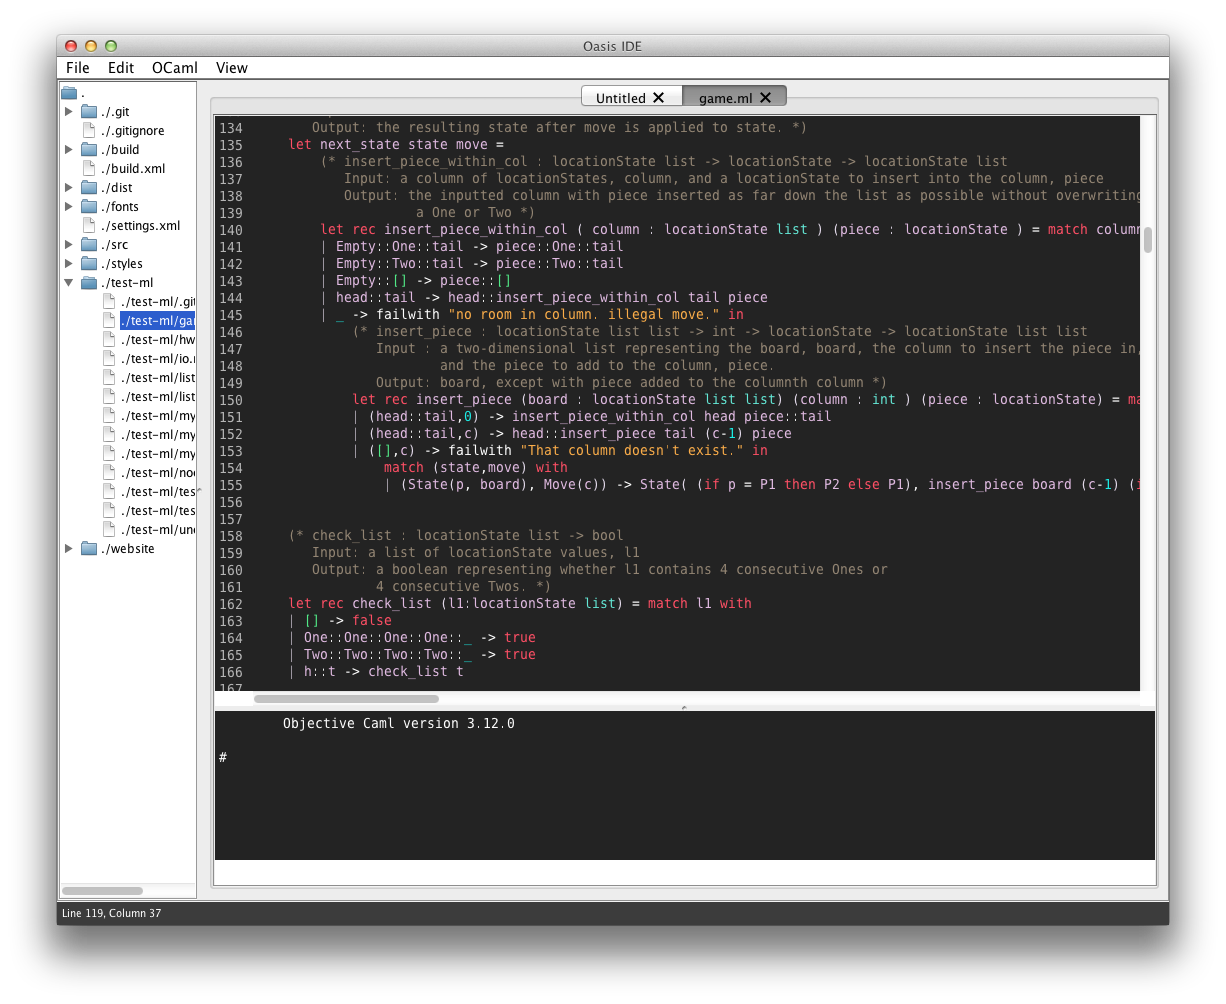 Oasis IDE
File Edit OCaml View
.
./.git
./.gitignore
./build
./build.xml
./dist
./fonts
./settings.xml
./src
./styles
./test-ml
./test-ml/.git
./test-ml/gam
./test-ml/hw
./test-ml/io.m
./test-ml/list
./test-ml/list
./test-ml/my
./test-ml/my
./test-ml/my
./test-ml/noo
./test-ml/tes
./test-ml/tes
./test-ml/un
./website
Untitled game.ml
134 Output: the resulting state after move is applied to state. *)
135 let next_state state move =
136 (* insert_piece_within_col : locationState list -> locationState -> locationState list
137 Input: a column of locationStates, column, and a locationState to insert into the column, piece
138 Output: the inputted column with piece inserted as far down the list as possible without overwriting
139 a One or Two *)
140 let rec insert_piece_within_col ( column : locationState list ) (piece : locationState ) = match column
141 | Empty::One::tail -> piece::One::tail
142 | Empty::Two::tail -> piece::Two::tail
143 | Empty::[] -> piece::[]
144 | head::tail -> head::insert_piece_within_col tail piece
145 | _ -> failwith "no room in column. illegal move." in
146 (* insert_piece : locationState list list -> int -> locationState -> locationState list list
147 Input : a two-dimensional list representing the board, board, the column to insert the piece in,
148 and the piece to add to the column, piece.
149 Output: board, except with piece added to the columnth column *)
150 let rec insert_piece (board : locationState list list) (column : int ) (piece : locationState) = ma
151 | (head::tail,0) -> insert_piece_within_col head piece::tail
152 | (head::tail,c) -> head::insert_piece tail (c-1) piece
153 | ([],c) -> failwith "That column doesn't exist." in
154 match (state,move) with
155 | (State(p, board), Move(c)) -> State( (if p = P1 then P2 else P1), insert_piece board (c-1) (i
156
157
158 (* check_list : locationState list -> bool
159 Input: a list of locationState values, l1
160 Output: a boolean representing whether l1 contains 4 consecutive Ones or
161 4 consecutive Twos. *)
162 let rec check_list (l1:locationState list) = match l1 with
163 | [] -> false
164 | One::One::One::One::_ -> true
165 | Two::Two::Two::Two::_ -> true
166 | h::t -> check_list t
167
Objective Caml version 3.12.0
#
Line 119, Column 37